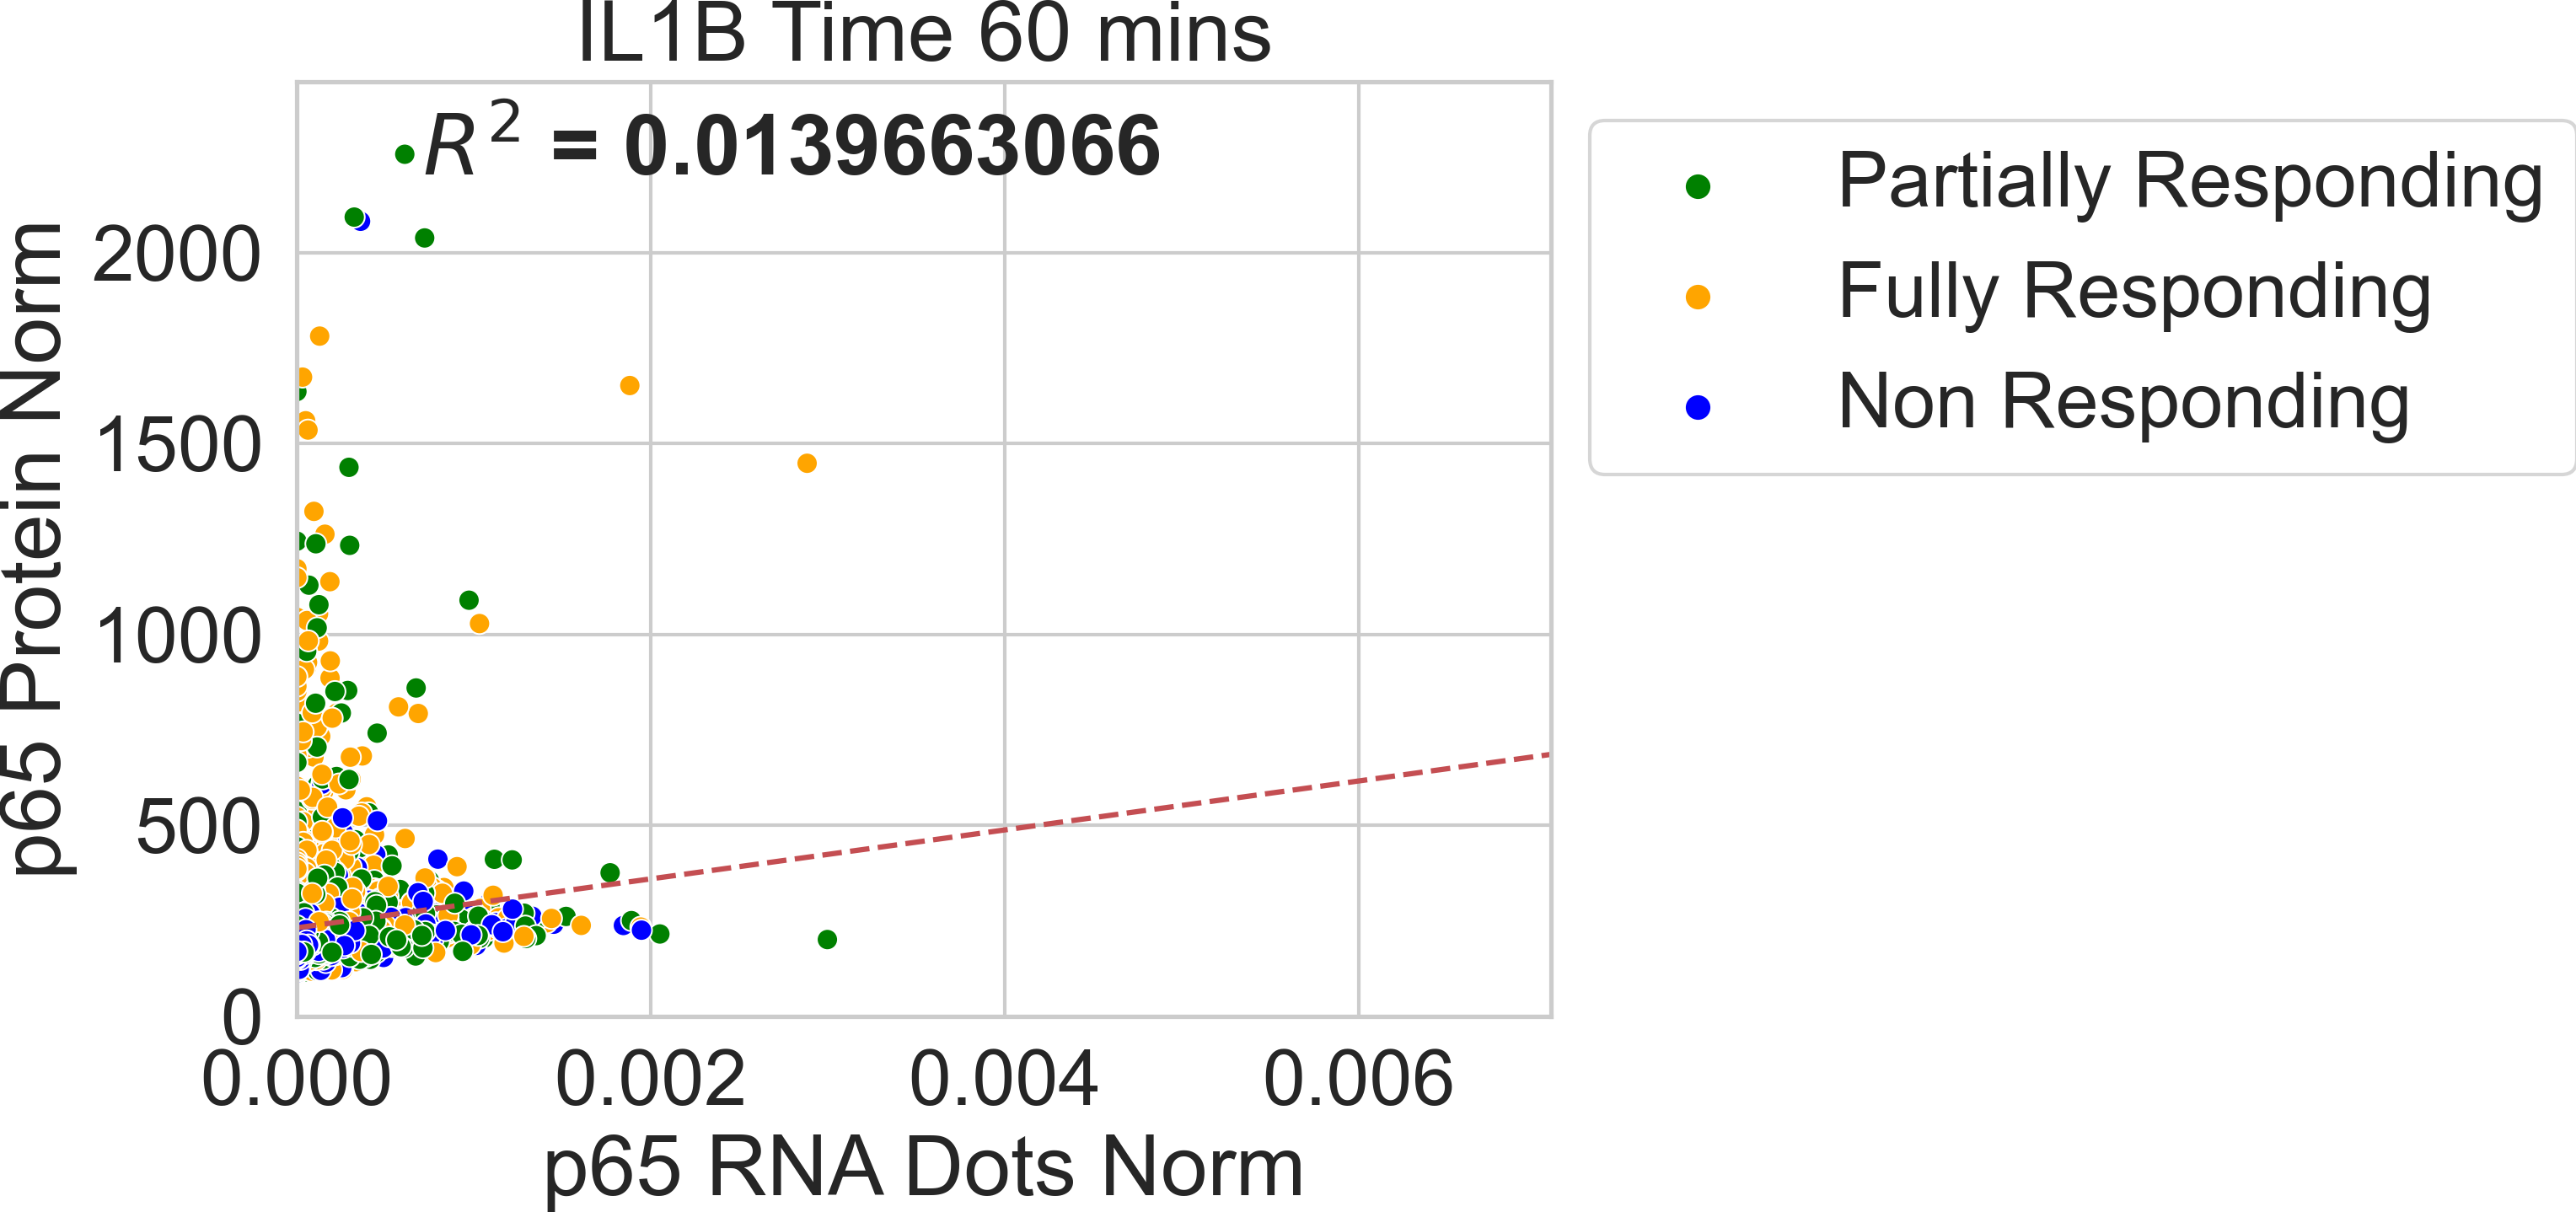 IL1B Time 60 mins
R² = 0.0139663066
Partially Responding
Fully Responding
Non Responding
p65 Protein Norm
2000
1500
1000
500
0
0.000 0.002 0.004 0.006
p65 RNA Dots Norm